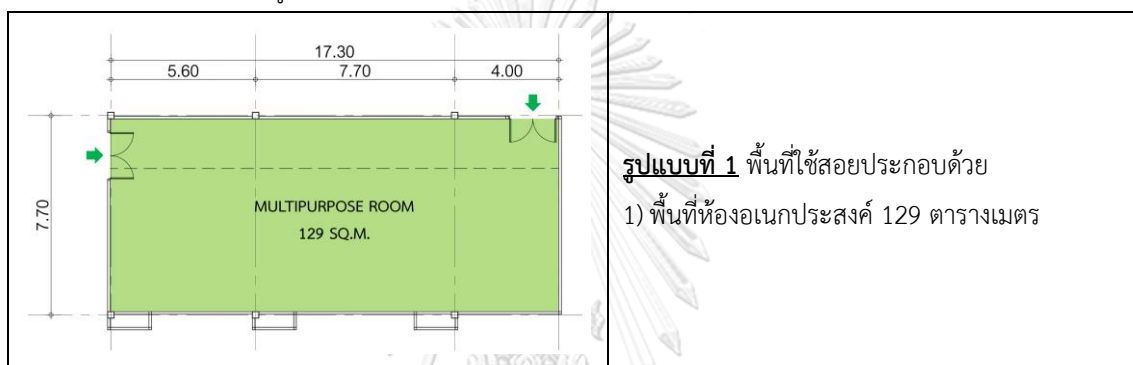 17.30
5.60 7.70 4.00
7.70
MULTIPURPOSE ROOM
129 SQ.M.
รูปแบบที่ 1 พื้นที่ใช้สอยประกอบด้วย
1) พื้นที่ห้องอเนกประสงค์ 129 ตารางเมตร